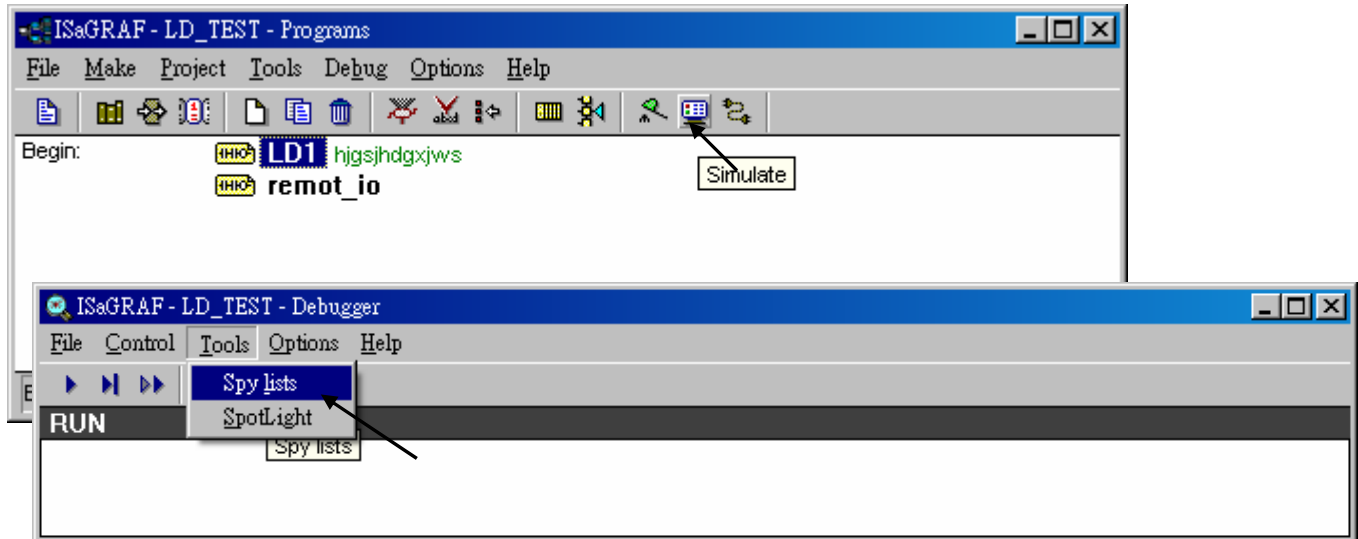 ISaGRAF - LD_TEST - Programs
File Make Project Tools Debug Options Help
Begin: LD1 hjgsjhdgxjws
remot_io
Simulate
ISaGRAF - LD_TEST - Debugger
File Control Tools Options Help
Spy lists
SpotLight
RUN
Spy lists